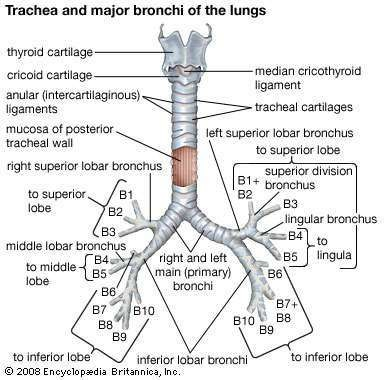 Trachea and major bronchi of the lungs
thyroid cartilage
cricoid cartilage
median cricothyroid
ligament
anular (intercartilaginous)
ligaments
tracheal cartilages
mucosa of posterior
tracheal wall
left superior lobar bronchus
to superior lobe
right superior lobar bronchus
superior division
bronchus
to superior
lobe
B1
B2
B3
B1+
B2
B3
lingular bronchus
B4
B5
to
lingula
middle lobar bronchus
to middle
lobe
B4
B5
right and left
main (primary)
bronchi
B6
B6
B7
B8
B9
B10
B7+
B8
B9
B10
to inferior lobe
inferior lobar bronchi
to inferior lobe
© 2008 Encyclopædia Britannica, Inc.